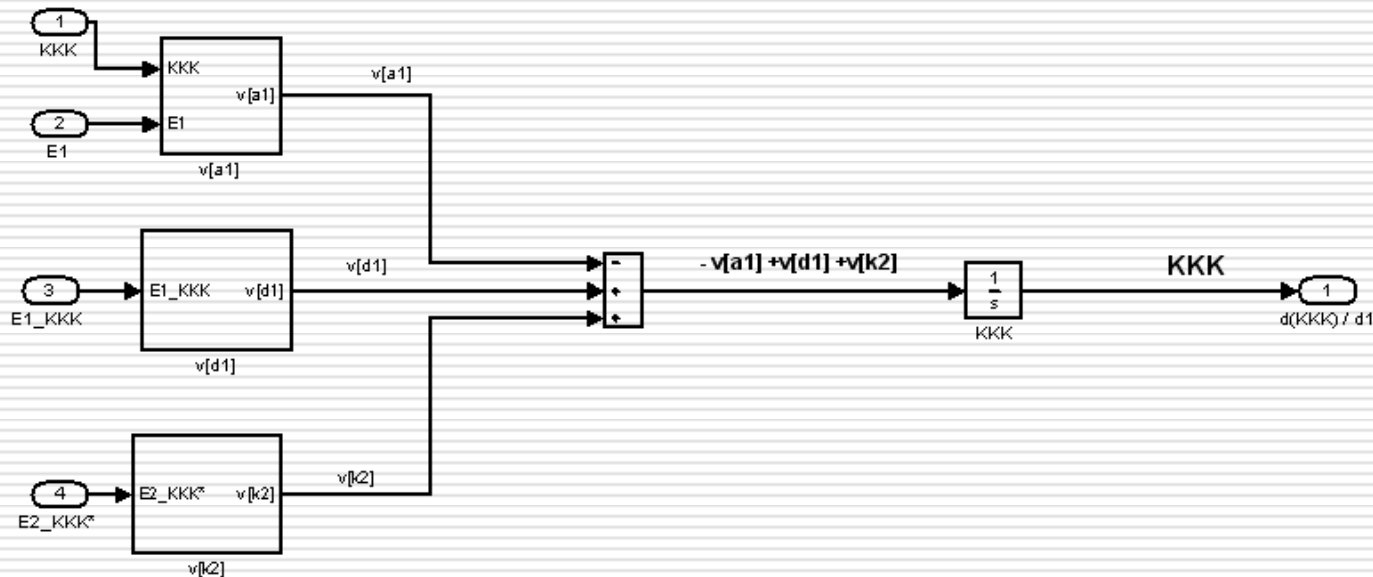 1
KKK
KKK
v[a1]
v[a1]
2
E1
E1
v[a1]
3
E1_KKK
E1_KKK
v[d1]
v[d1]
v[d1]
4
E2_KKK*
E2_KKK*
v[k2]
v[k2]
v[k2]
-
+
+
- v[a1] +v[d1] +v[k2]
1
s
KKK
KKK
1
d(KKK) / d1